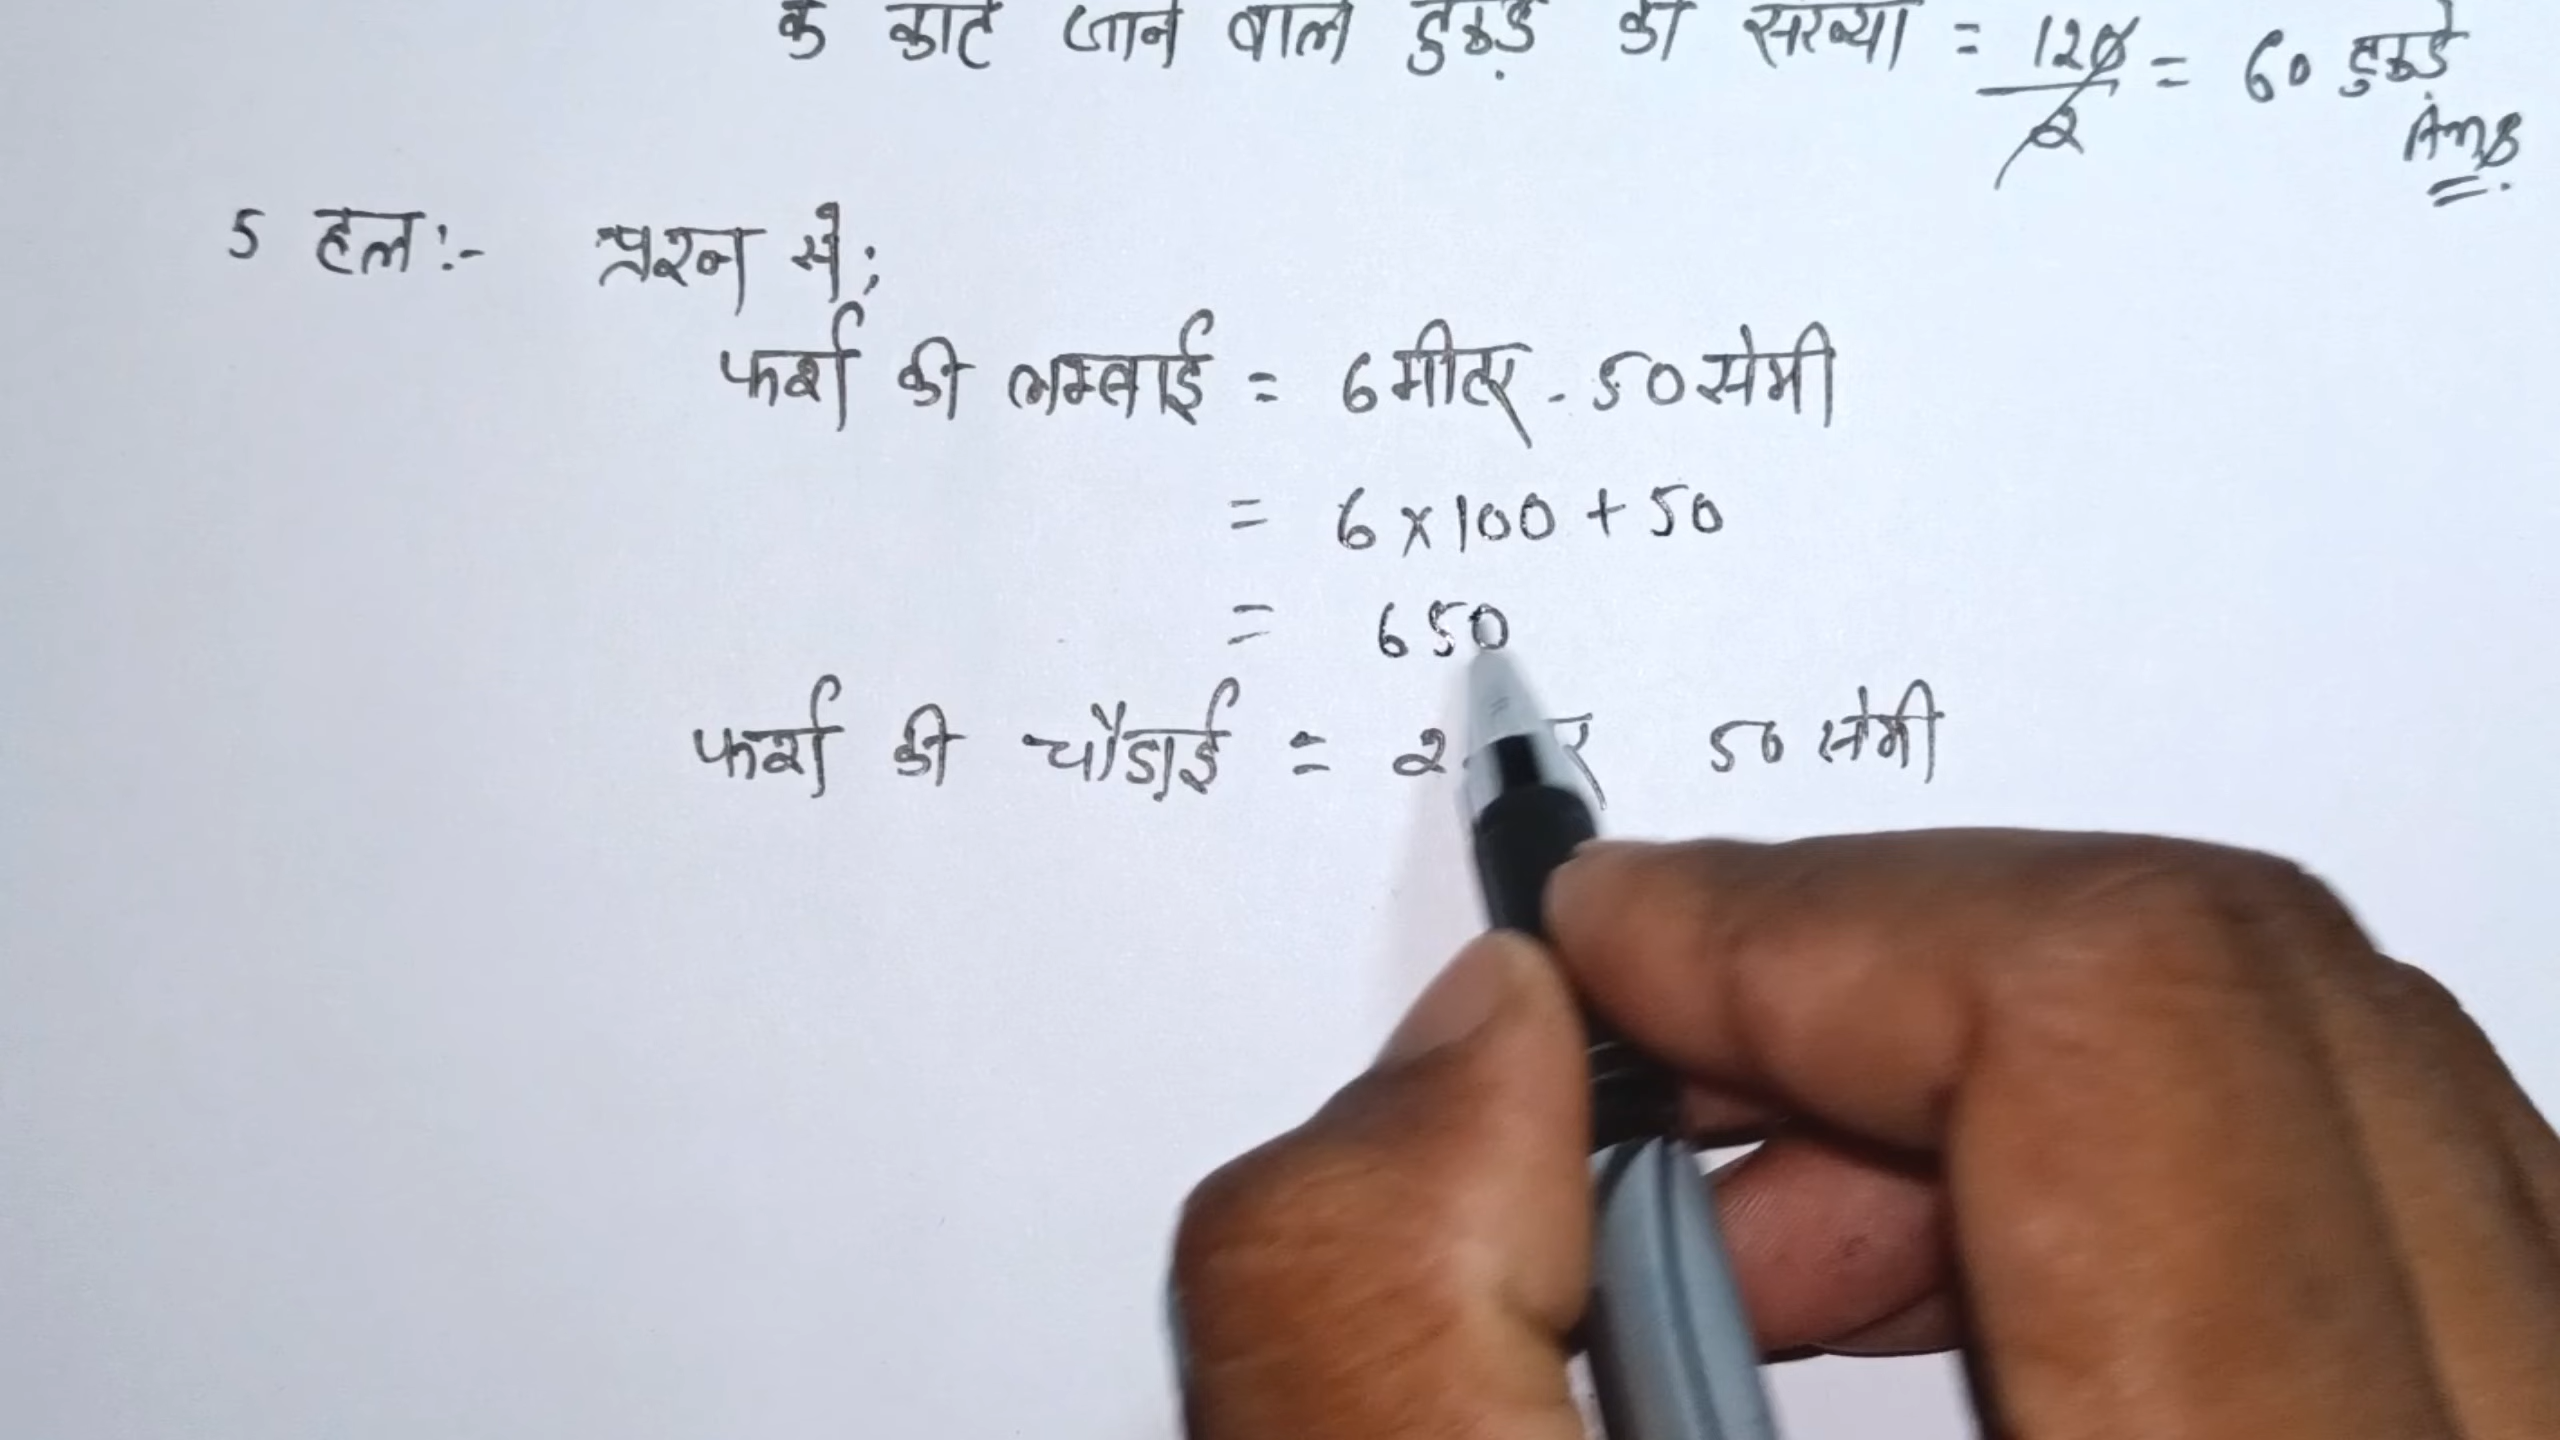 के काटे जाने वाले टुकड़े की संख्या = 120/2 = 60 टुकड़े
Ans.
5 हल:- प्रश्न से;
फर्श की लम्बाई = 6 मीटर - 50 सेमी
= 6 x 100 + 50
= 650
फर्श की चौड़ाई = 2 50 सेमी